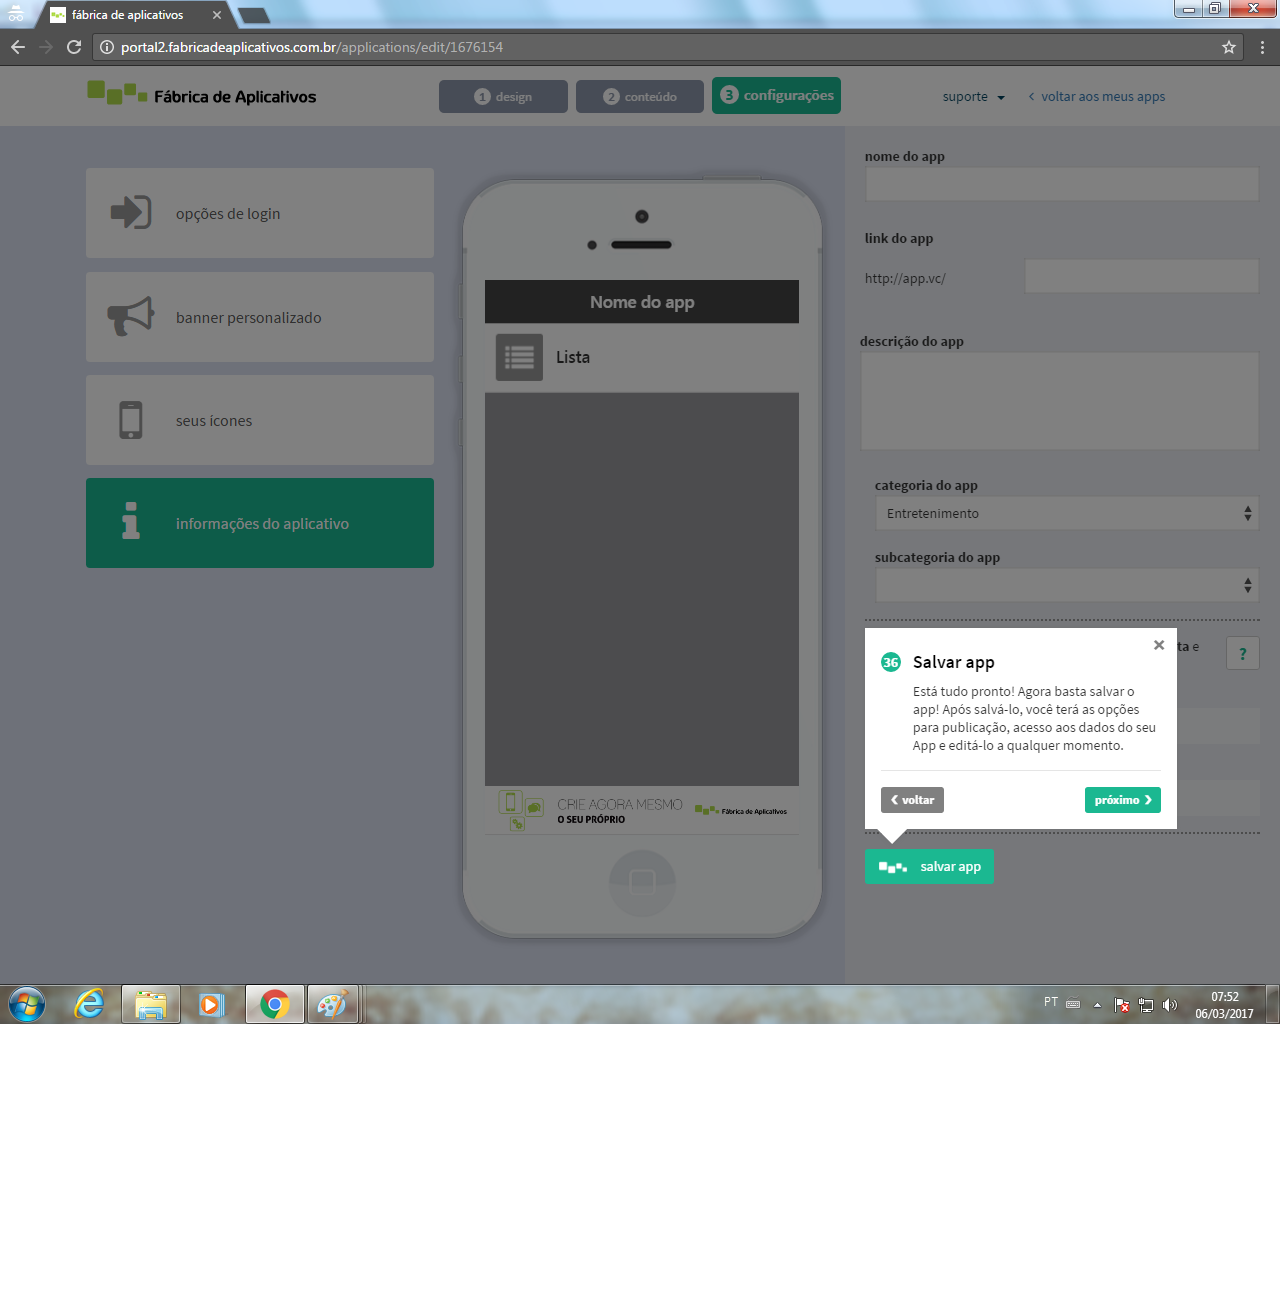 fábrica de aplicativos
portal2.fabricadeaplicativos.com.br/applications/edit/1676154
Fábrica de Aplicativos
1 design
2 conteúdo
3 configurações
suporte
voltar aos meus apps
opções de login
banner personalizado
seus ícones
informações do aplicativo
Nome do app
Lista
CRIE AGORA MESMO
O SEU PRÓPRIO
Fábrica de Aplicativos
nome do app
link do app
http://app.vc/
descrição do app
categoria do app
Entretenimento
subcategoria do app
ta e
?
36 Salvar app
Está tudo pronto! Agora basta salvar o
app! Após salvá-lo, você terá as opções
para publicação, acesso aos dados do seu
App e editá-lo a qualquer momento.
voltar
próximo
salvar app
PT
07:52
06/03/2017